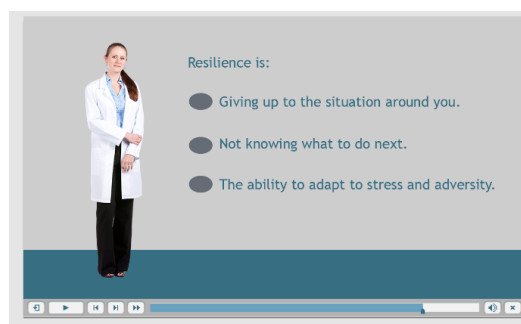 Resilience is:
Giving up to the situation around you.
Not knowing what to do next.
The ability to adapt to stress and adversity.